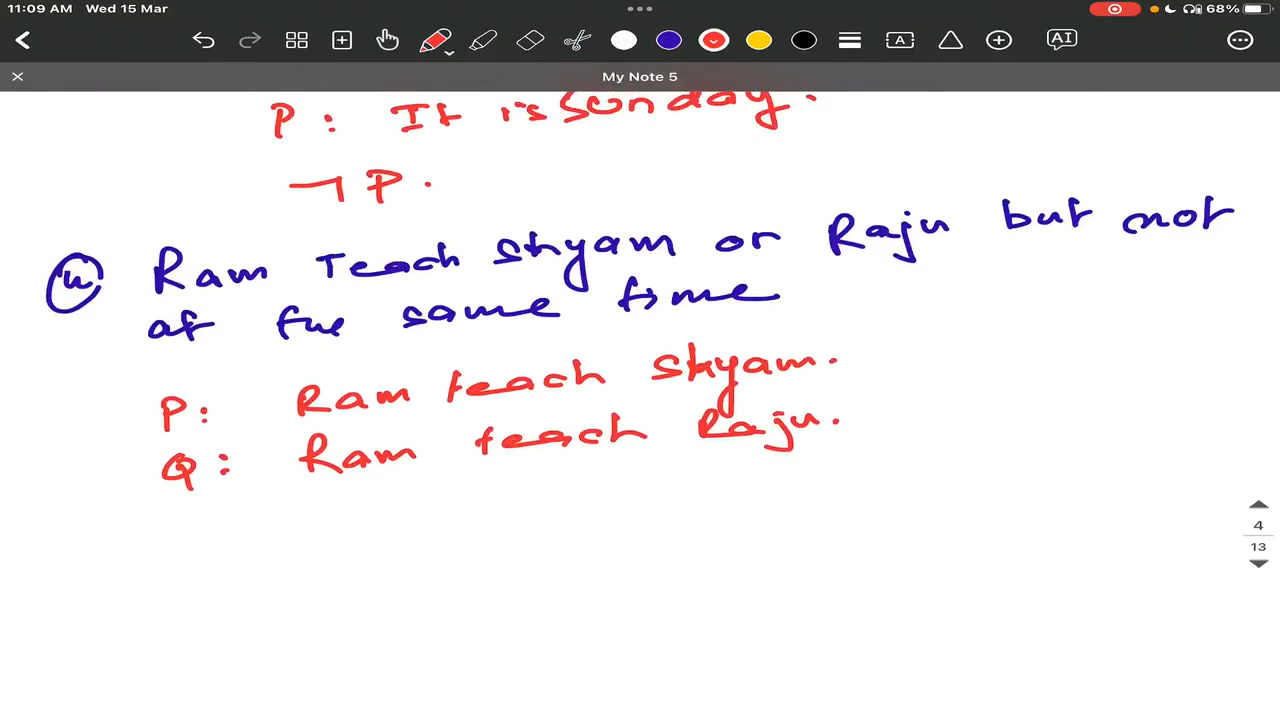 11:09 AM Wed 15 Mar
68%
A
AI
My Note 5
P: It is Sunday.
¬P.
Ram Teach Shyam or Raju but not
at the same time
P: Ram teach Shyam.
Q: Ram teach Raju.
4
13